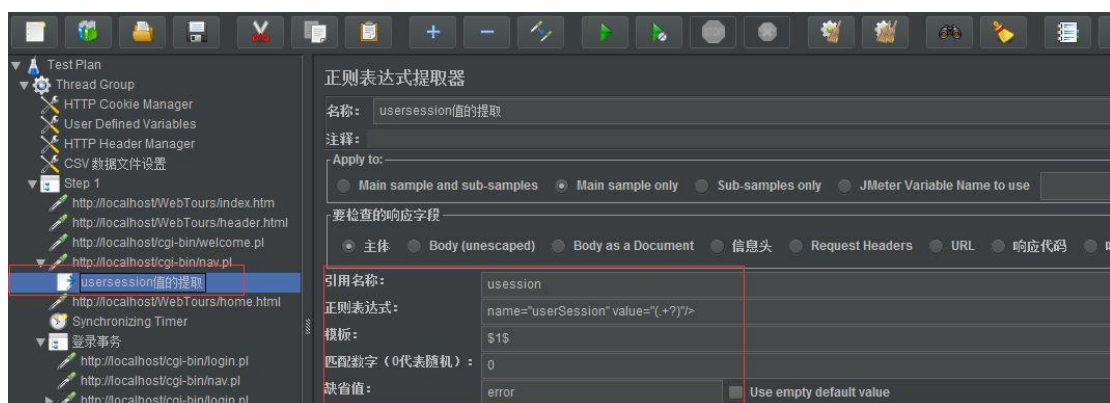 Test Plan
Thread Group
HTTP Cookie Manager
User Defined Variables
HTTP Header Manager
CSV 数据文件设置
Step 1
http://localhost/WebTours/index.htm
http://localhost/WebTours/header.html
http://localhost/cgi-bin/welcome.pl
http://localhost/cgi-bin/nav.pl
usersession值的提取
http://localhost/WebTours/home.html
Synchronizing Timer
登录事务
http://localhost/cgi-bin/login.pl
http://localhost/cgi-bin/nav.pl
http://localhost/cgi-bin/login.pl
正则表达式提取器
名称: usersession值的提取
注释:
Apply to:
Main sample and sub-samples Main sample only Sub-samples only JMeter Variable Name to use
要检查的响应字段
主体 Body (unescaped) Body as a Document 信息头 Request Headers URL 响应代码
引用名称: usession
正则表达式: name="userSession" value="(.+?)"/>
模板: $1$
匹配数字（0代表随机）: 0
缺省值: error Use empty default value